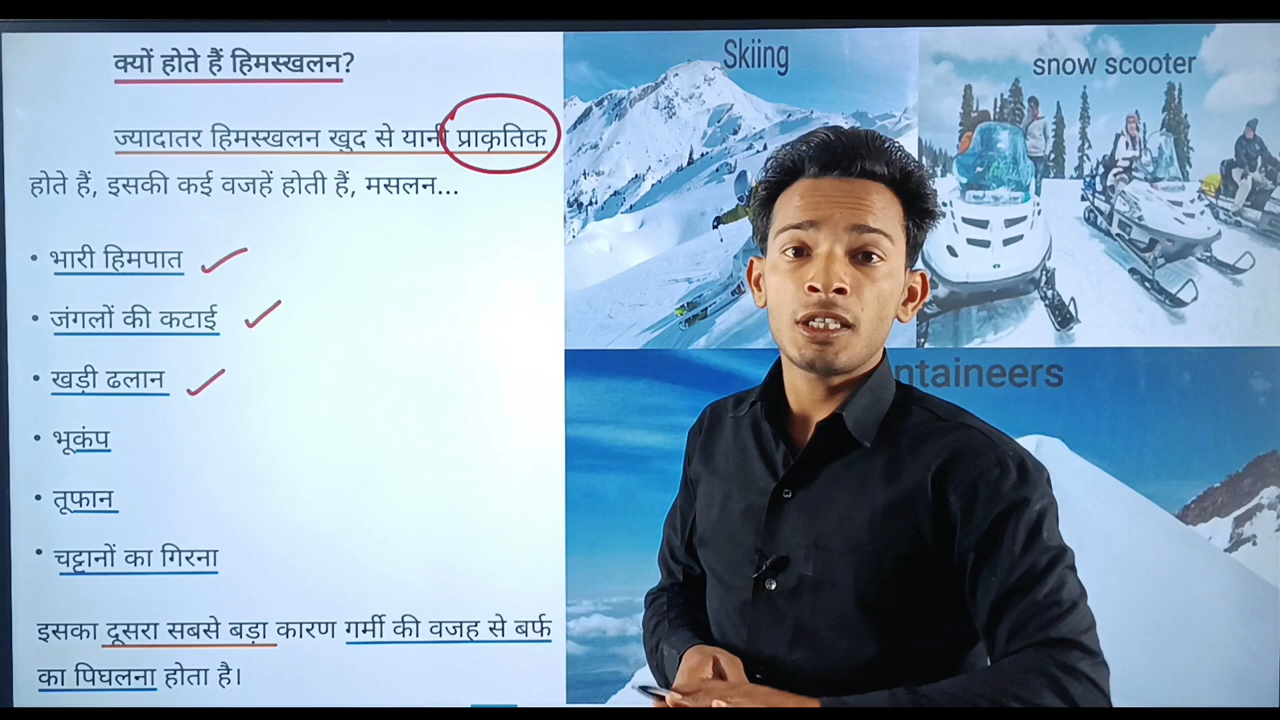 क्यों होते हैं हिमस्खलन?
ज्यादातर हिमस्खलन खुद से यानी प्राकृतिक
होते हैं, इसकी कई वजहें होती हैं, मसलन...
• भारी हिमपात
• जंगलों की कटाई
• खड़ी ढलान
• भूकंप
• तूफान
• चट्टानों का गिरना
इसका दूसरा सबसे बड़ा कारण गर्मी की वजह से बर्फ
का पिघलना होता है।
Skiing
snow scooter
ntaineers